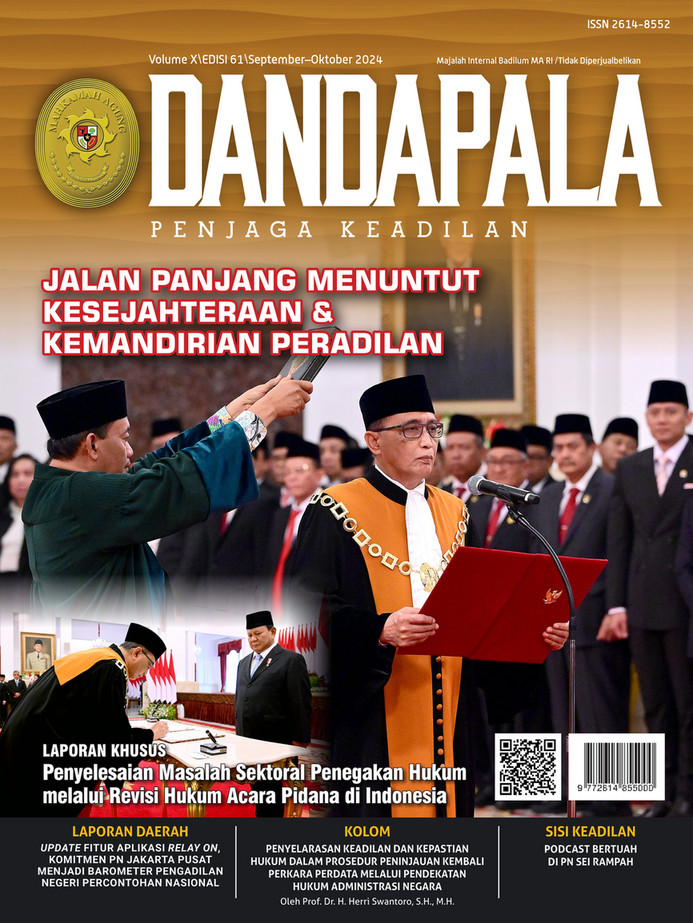 ISSN 2614-8552
Volume X\EDISI 61\September–Oktober 2024
Majalah Internal Badilum MA RI /Tidak Diperjualbelikan
MAHKAMAH AGUNG
DANDAPALA
PENJAGA KEADILAN
JALAN PANJANG MENUNTUT
KESEJAHTERAAN &
KEMANDIRIAN PERADILAN
LAPORAN KHUSUS
Penyelesaian Masalah Sektoral Penegakan Hukum
melalui Revisi Hukum Acara Pidana di Indonesia
9 772614 855000
LAPORAN DAERAH
UPDATE FITUR APLIKASI RELAY ON,
KOMITMEN PN JAKARTA PUSAT
MENJADI BAROMETER PENGADILAN
NEGERI PERCONTOHAN NASIONAL
KOLOM
PENYELARASAN KEADILAN DAN KEPASTIAN
HUKUM DALAM PROSEDUR PENINJAUAN KEMBALI
PERKARA PERDATA MELALUI PENDEKATAN
HUKUM ADMINISTRASI NEGARA
Oleh Prof. Dr. H. Herri Swantoro, S.H., M.H.
SISI KEADILAN
PODCAST BERTUAH
DI PN SEI RAMPAH